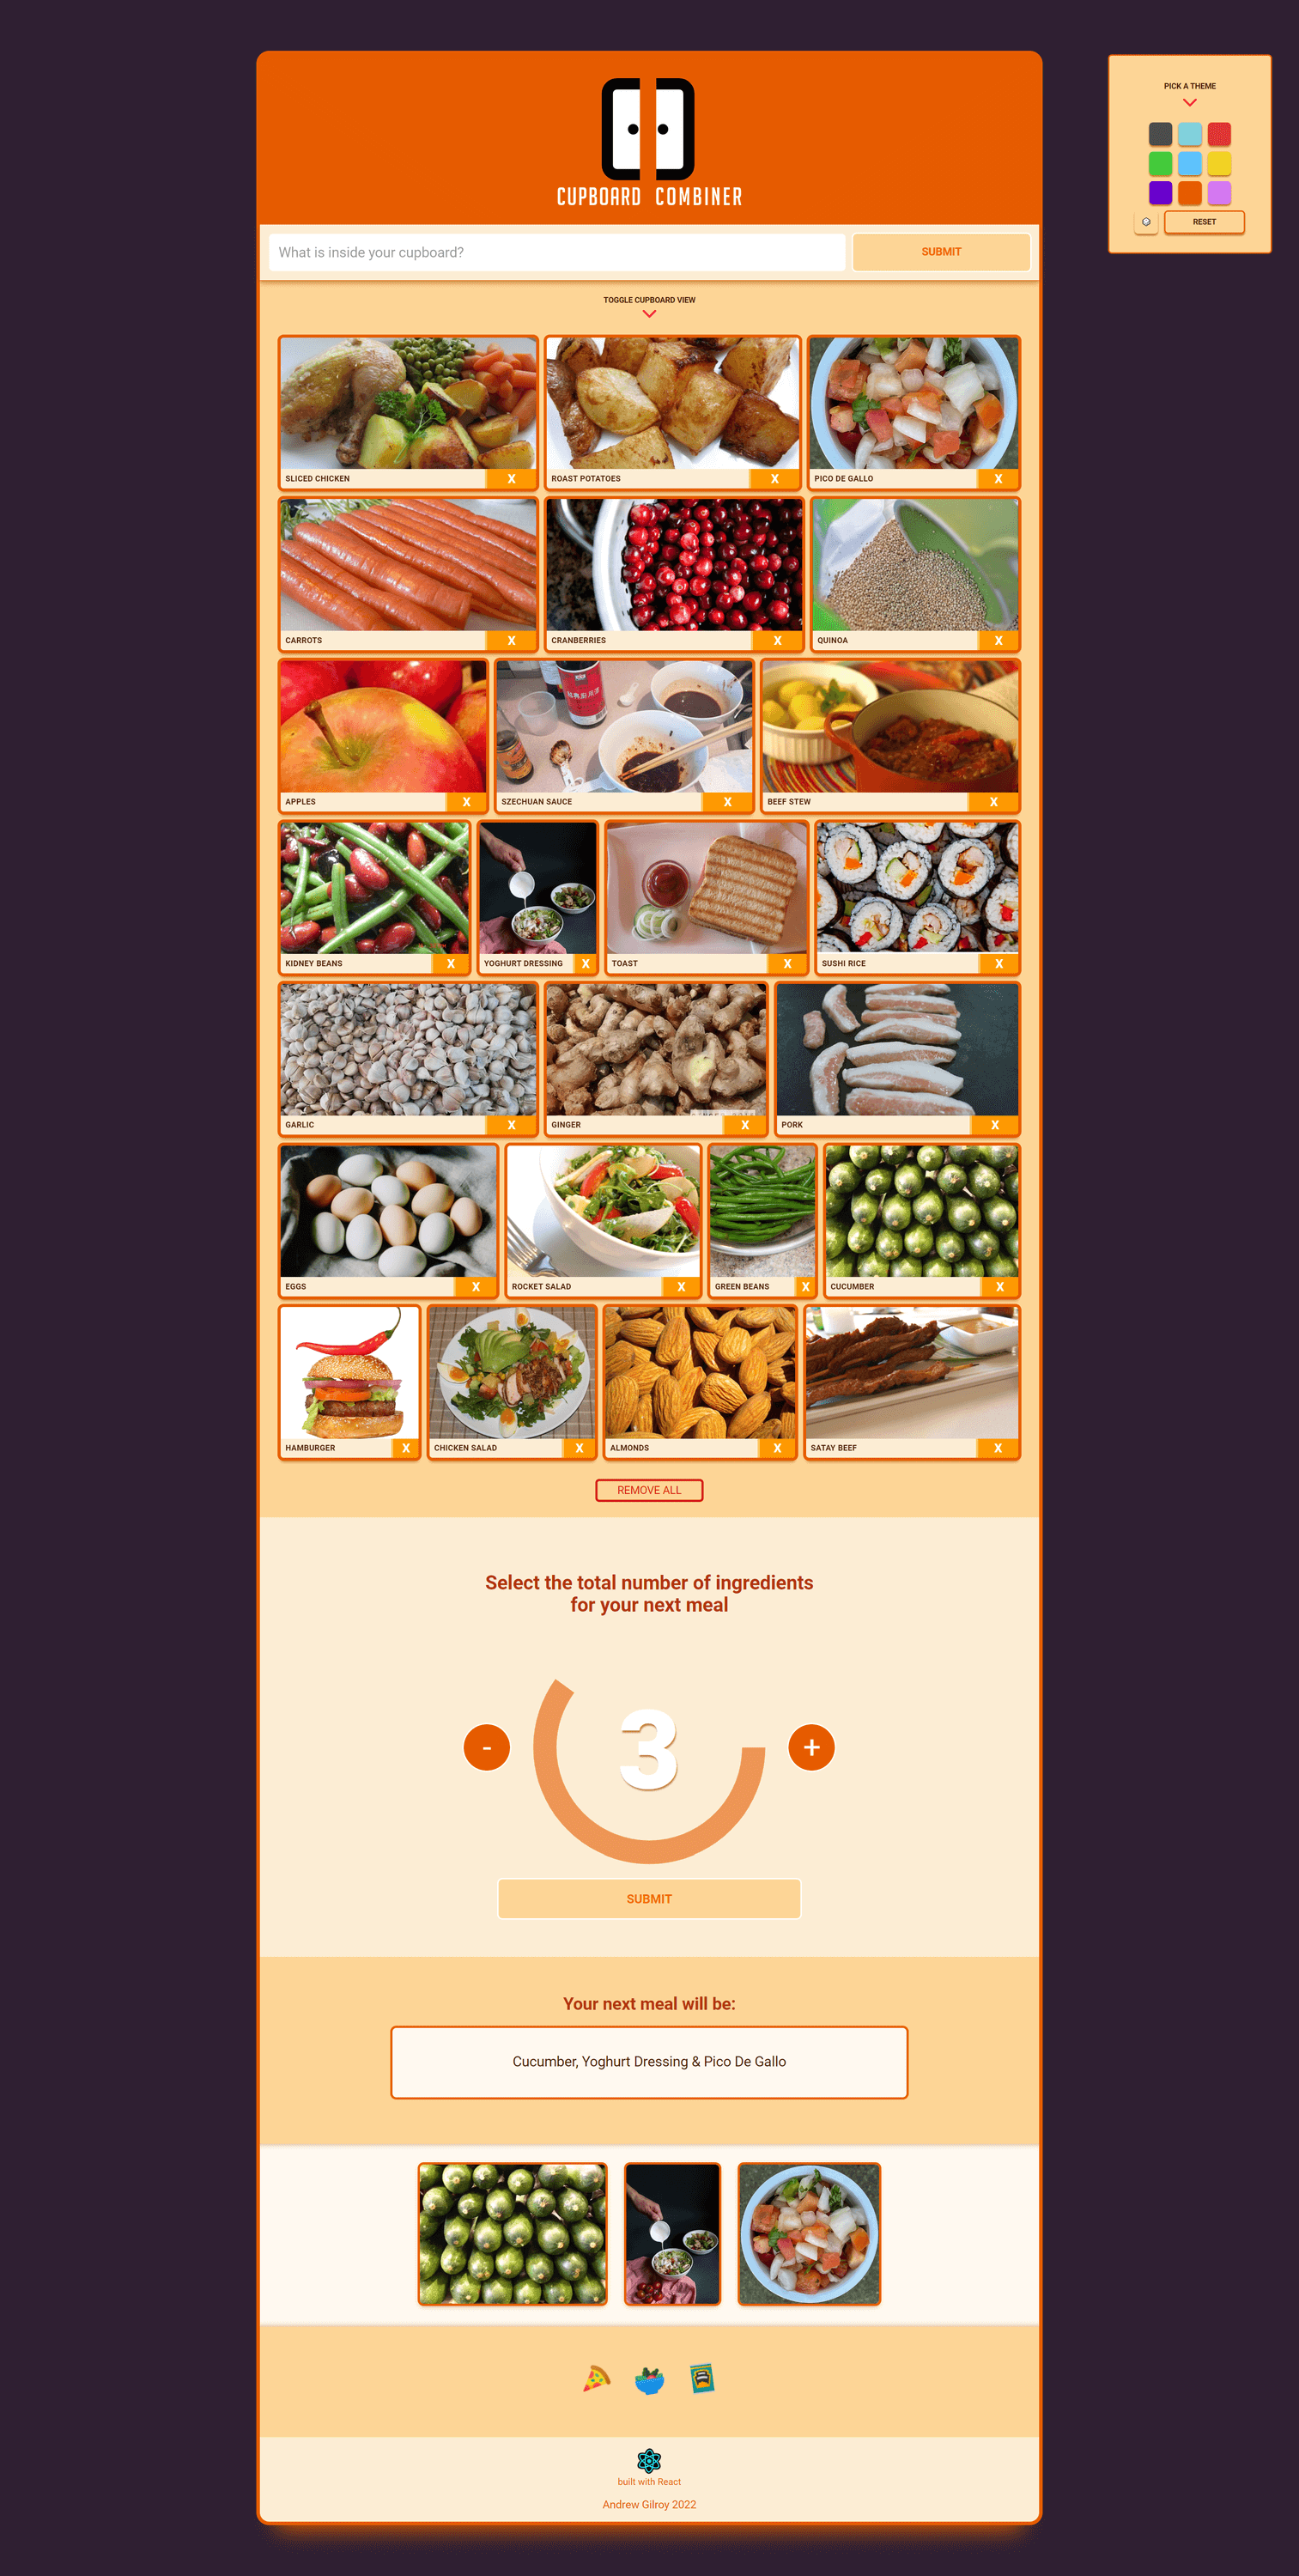 CUPBOARD COMBINER
PICK A THEME
RESET
What is inside your cupboard?
SUBMIT
TOGGLE CUPBOARD VIEW
SLICED CHICKEN X
ROAST POTATOES X
PICO DE GALLO X
CARROTS X
CRANBERRIES X
QUINOA X
APPLES X
SZECHUAN SAUCE X
BEEF STEW X
KIDNEY BEANS X
YOGHURT DRESSING X
TOAST X
SUSHI RICE X
GARLIC X
GINGER X
PORK X
EGGS X
ROCKET SALAD X
GREEN BEANS X
CUCUMBER X
HAMBURGER X
CHICKEN SALAD X
ALMONDS X
SATAY BEEF X
REMOVE ALL
Select the total number of ingredients
for your next meal
- 3 +
SUBMIT
Your next meal will be:
Cucumber, Yoghurt Dressing & Pico De Gallo
built with React
Andrew Gilroy 2022